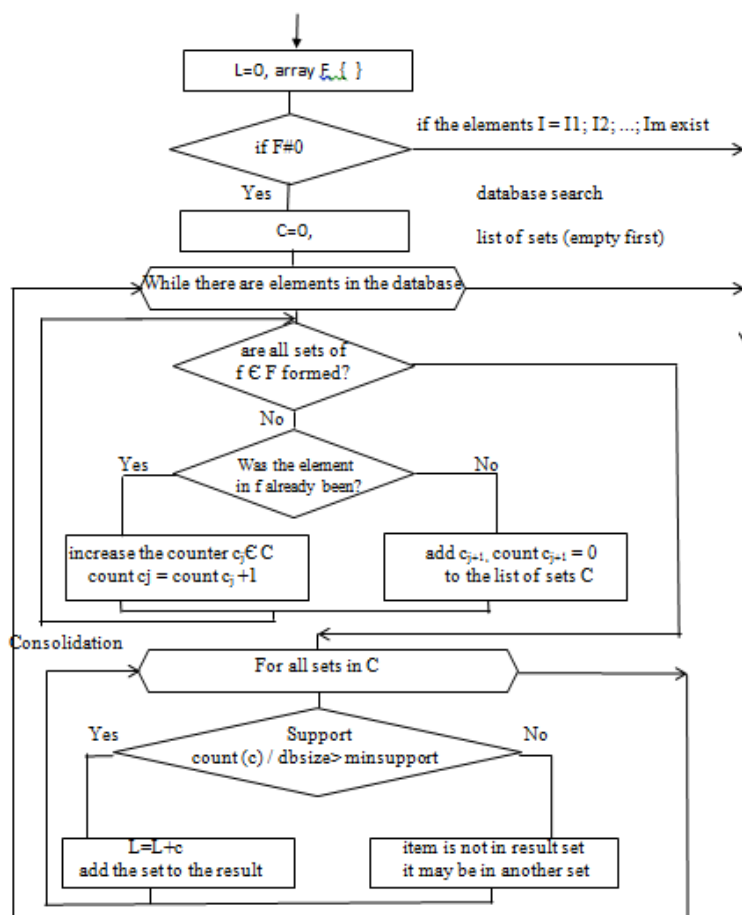 L=0, array F { }
if F#0
if the elements I = I1; I2; ...; Im exist
Yes
database search
C=0,
list of sets (empty first)
While there are elements in the database
are all sets of
f Є F formed?
No
Yes
Was the element
in f already been?
No
increase the counter cjЄ C
count cj = count cj +1
add cj+1, count cj+1 = 0
to the list of sets C
Consolidation
For all sets in C
Yes
Support
count (c) / dbsize> minsupport
No
L=L+c
add the set to the result
item is not in result set
it may be in another set